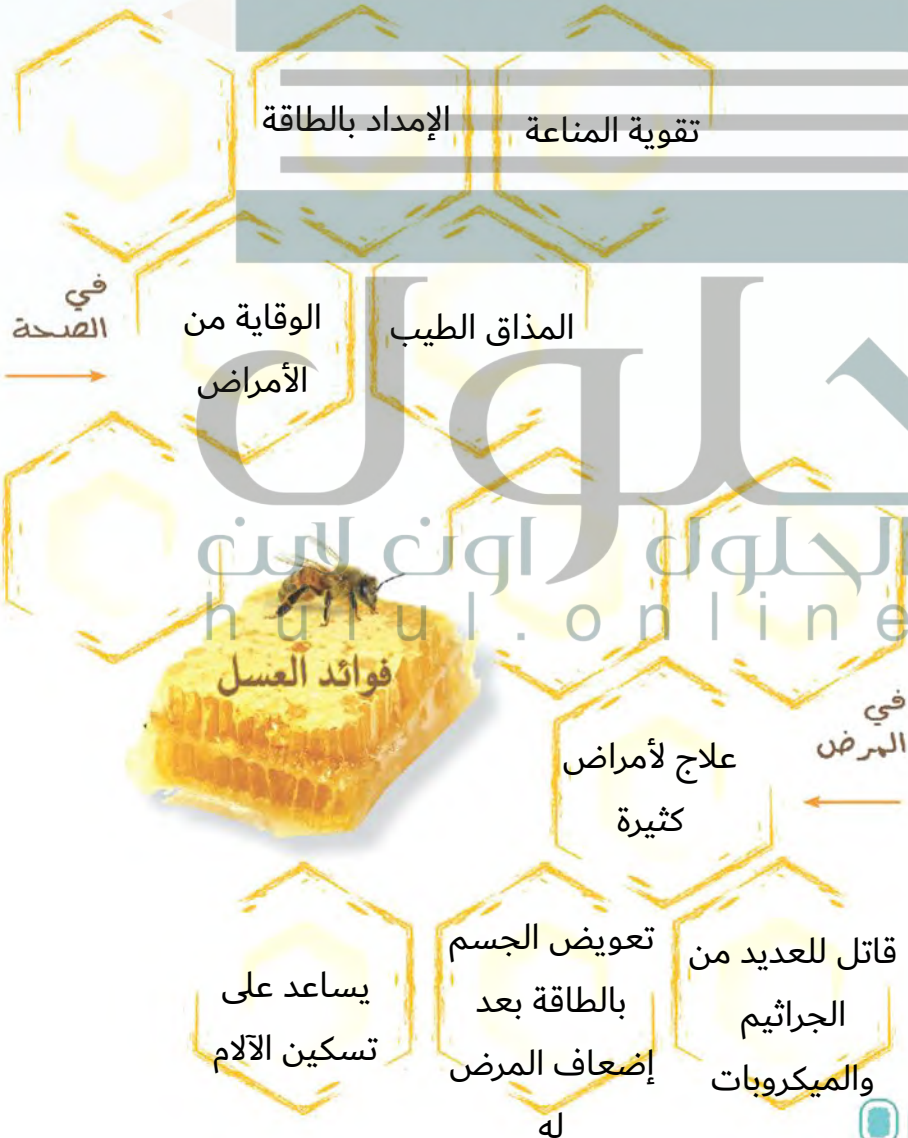 تقوية المناعة
الإمداد بالطاقة
في
الصحة
المذاق الطيب
الوقاية من
الأمراض
حلول
الحلول اون لاين
hulul.online
فوائد العسل
في
المرض
علاج لأمراض
كثيرة
قاتل للعديد من
الجراثيم
والميكروبات
تعويض الجسم
بالطاقة بعد
إضعاف المرض
له
يساعد على
تسكين الآلام